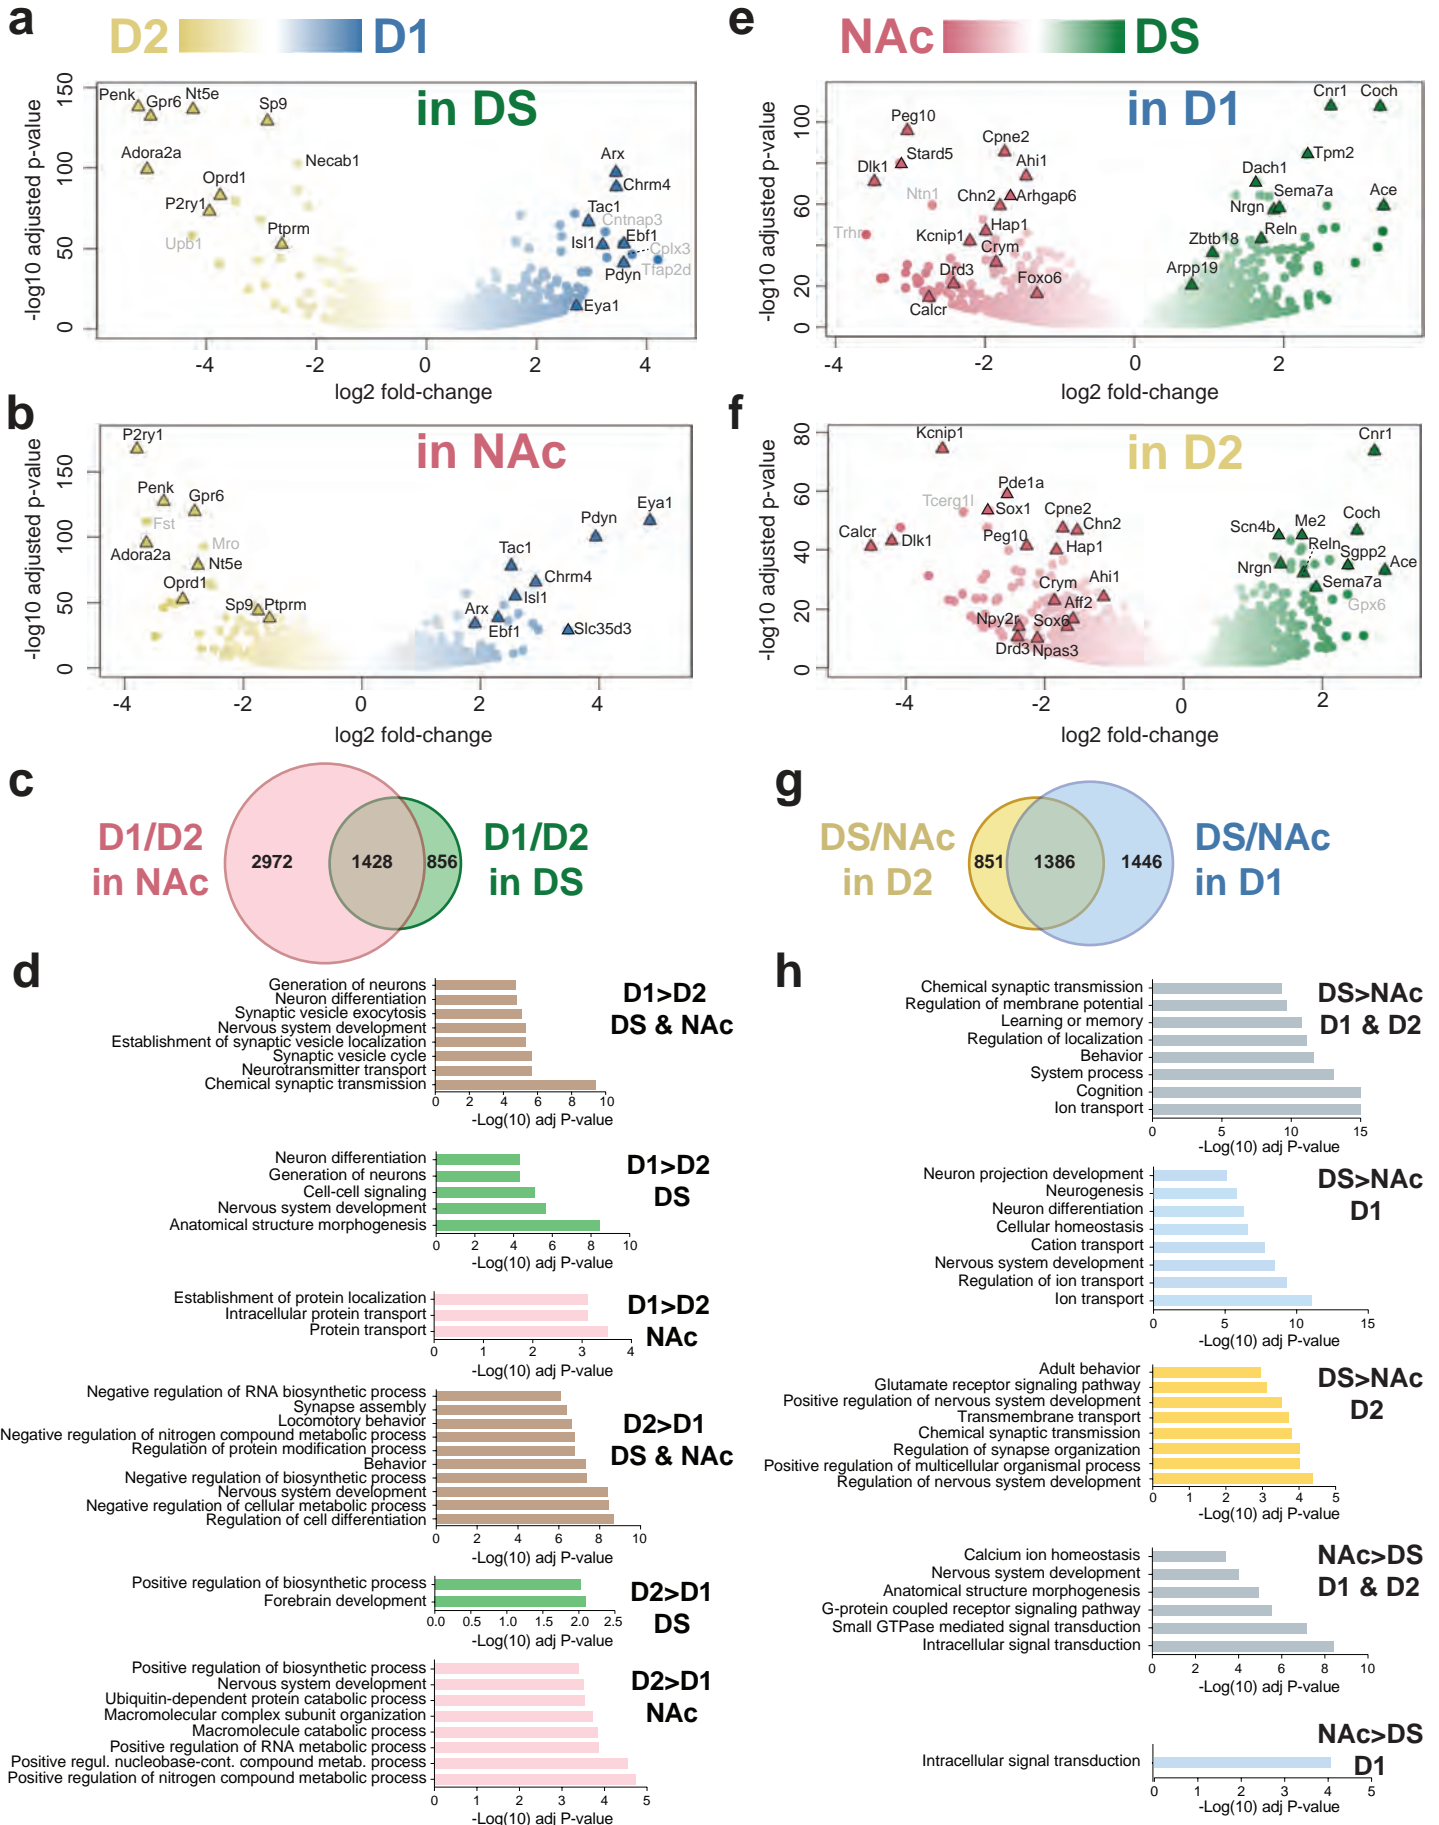 a
D2
D1
-log10 adjusted p-value
150
100
50
0
in DS
Penk
Gpr6
Nt5e
Sp9
Adora2a
Necab1
Oprd1
P2ry1
Upb1
Ptprm
Arx
Chrm4
Tac1
Cntnap3
Isl1
Ebf1
Cplx3
Pdyn
Tfap2d
Eya1
-4
-2
0
2
4
log2 fold-change
b
-log10 adjusted p-value
150
100
50
0
in NAc
P2ry1
Penk
Gpr6
Fst
Mro
Adora2a
Nt5e
Oprd1
Sp9
Ptprm
Eya1
Pdyn
Tac1
Chrm4
Isl1
Arx
Ebf1
Slc35d3
-4
-2
0
2
4
log2 fold-change
c
D1/D2
in NAc
2972
1428
856
D1/D2
in DS
d
Generation of neurons
Neuron differentiation
Synaptic vesicle exocytosis
Nervous system development
Establishment of synaptic vesicle localization
Synaptic vesicle cycle
Neurotransmitter transport
Chemical synaptic transmission
0 2 4 6 8 10
-Log(10) adj P-value
D1>D2
DS & NAc
Neuron differentiation
Generation of neurons
Cell-cell signaling
Nervous system development
Anatomical structure morphogenesis
0 2 4 6 8 10
-Log(10) adj P-value
D1>D2
DS
Establishment of protein localization
Intracellular protein transport
Protein transport
0 1 2 3 4
-Log(10) adj P-value
D1>D2
NAc
Negative regulation of RNA biosynthetic process
Synapse assembly
Locomotory behavior
Negative regulation of nitrogen compound metabolic process
Regulation of protein modification process
Behavior
Negative regulation of biosynthetic process
Nervous system development
Negative regulation of cellular metabolic process
Regulation of cell differentiation
0 2 4 6 8 10
-Log(10) adj P-value
D2>D1
DS & NAc
Positive regulation of biosynthetic process
Forebrain development
0.0 0.5 1.0 1.5 2.0 2.5
-Log(10) adj P-value
D2>D1
DS
Positive regulation of biosynthetic process
Nervous system development
Ubiquitin-dependent protein catabolic process
Macromolecular complex subunit organization
Macromolecule catabolic process
Positive regulation of RNA metabolic process
Positive regul. nucleobase-cont. compound metab. process
Positive regulation of nitrogen compound metabolic process
0 1 2 3 4 5
-Log(10) adj P-value
D2>D1
NAc
e
NAc
DS
-log10 adjusted p-value
100
60
20
0
in D1
Peg10
Stard5
Dlk1
Ntn1
Trhr
Cpne2
Ahi1
Chn2
Arhgap6
Hap1
Kcnip1
Crym
Drd3
Calcr
Foxo6
Cnr1
Coch
Tpm2
Dach1
Sema7a
Ace
Nrgn
Reln
Zbtb18
Arpp19
-4
-2
0
2
log2 fold-change
f
-log10 adjusted p-value
80
60
40
20
0
in D2
Kcnip1
Pde1a
Tcerg1l
Sox1
Calcr
Dlk1
Peg10
Cpne2
Chn2
Hap1
Crym
Ahi1
Aff2
Npy2r
Sox6
Drd3
Npas3
Cnr1
Coch
Scn4b
Me2
Reln
Sgpp2
Nrgn
Ace
Sema7a
Gpx6
-4
-2
0
2
log2 fold-change
g
DS/NAc
in D2
851
1386
1446
DS/NAc
in D1
h
Chemical synaptic transmission
Regulation of membrane potential
Learning or memory
Regulation of localization
Behavior
System process
Cognition
Ion transport
0 5 10 15
-Log(10) adj P-value
DS>NAc
D1 & D2
Neuron projection development
Neurogenesis
Neuron differentiation
Cellular homeostasis
Cation transport
Nervous system development
Regulation of ion transport
Ion transport
0 5 10 15
-Log(10) adj P-value
DS>NAc
D1
Adult behavior
Glutamate receptor signaling pathway
Positive regulation of nervous system development
Transmembrane transport
Chemical synaptic transmission
Regulation of synapse organization
Positive regulation of multicellular organismal process
Regulation of nervous system development
0 1 2 3 4 5
-Log(10) adj P-value
DS>NAc
D2
Calcium ion homeostasis
Nervous system development
Anatomical structure morphogenesis
G-protein coupled receptor signaling pathway
Small GTPase mediated signal transduction
Intracellular signal transduction
0 2 4 6 8 10
-Log(10) adj P-value
NAc>DS
D1 & D2
Intracellular signal transduction
0 1 2 3 4 5
-Log(10) adj P-value
NAc>DS
D1